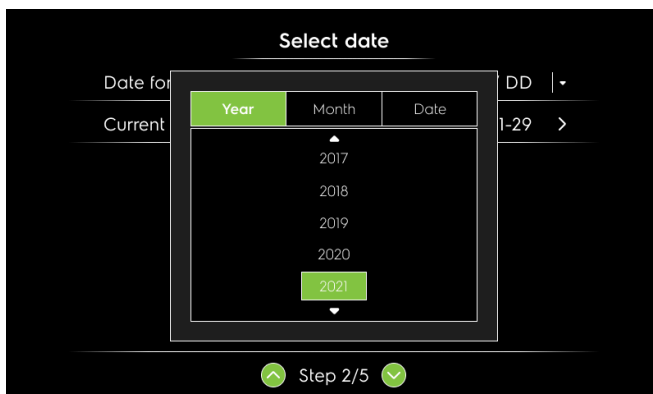 Select date
Date for
DD
Current
1-29
Year Month Date
2017
2018
2019
2020
2021
Step 2/5